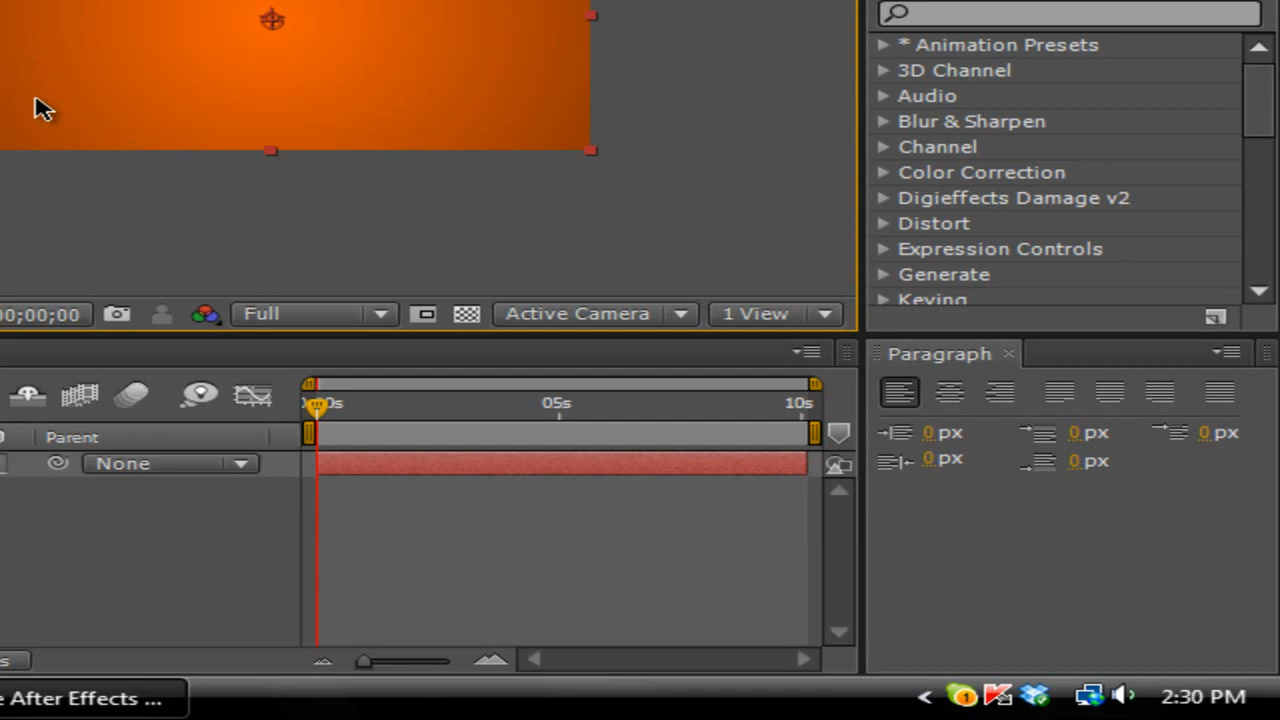 * Animation Presets
3D Channel
Audio
Blur & Sharpen
Channel
Color Correction
Digieffects Damage v2
Distort
Expression Controls
Generate
Keying
00;00;00
Full
Active Camera
1 View
Paragraph
05s
10s
Parent
None
0 px
0 px
0 px
0 px
0 px
s
e After Effects ...
1
2:30 PM